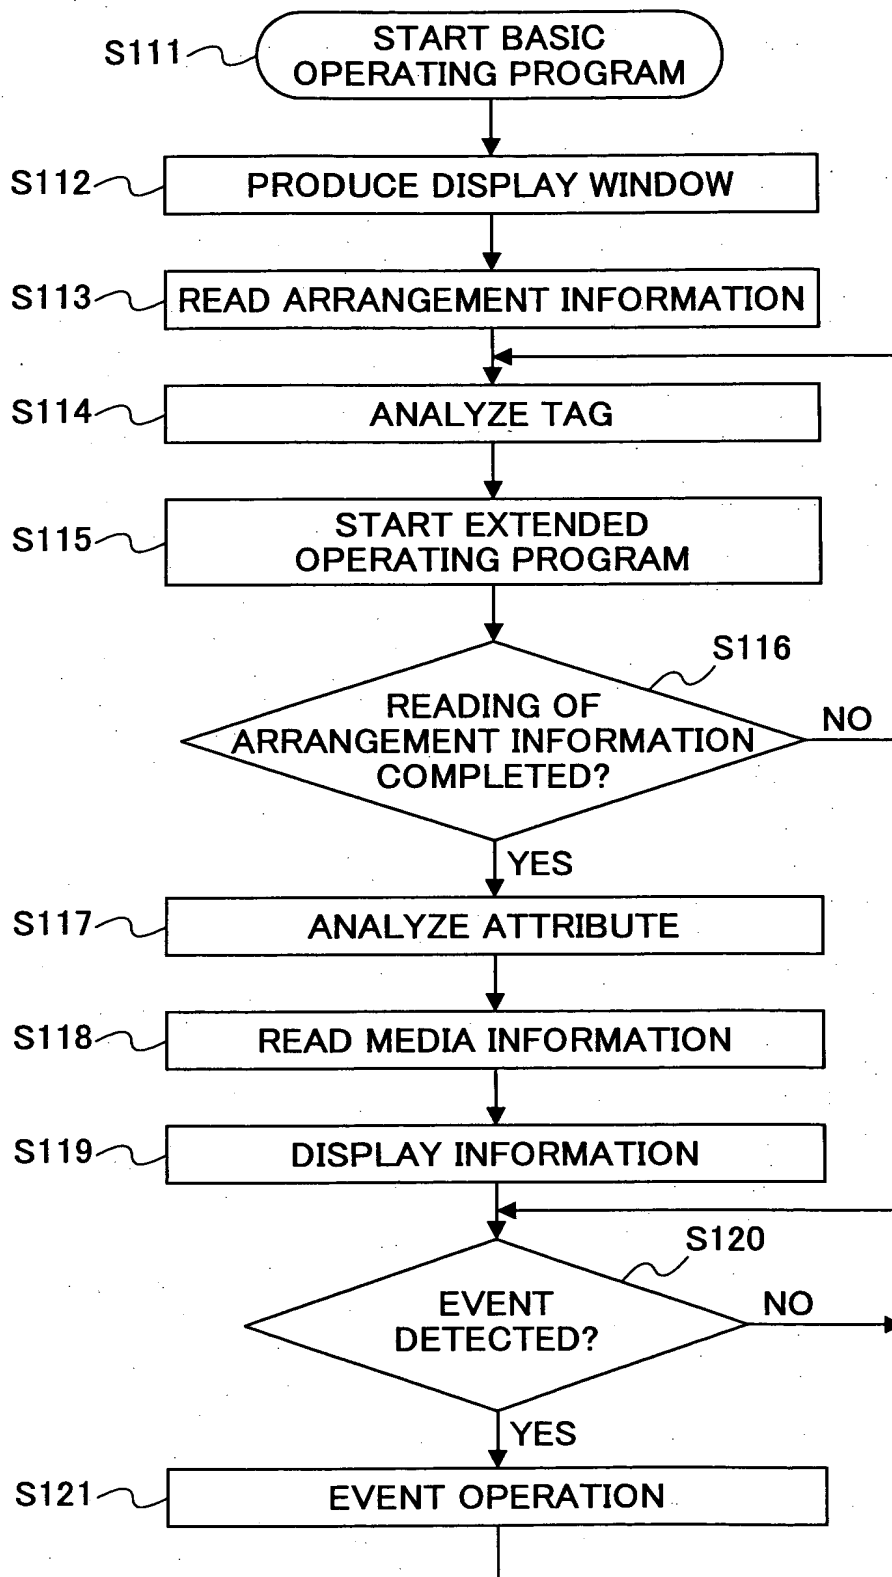 S111
START BASIC
OPERATING PROGRAM
S112
PRODUCE DISPLAY WINDOW
S113
READ ARRANGEMENT INFORMATION
S114
ANALYZE TAG
S115
START EXTENDED
OPERATING PROGRAM
S116
READING OF
ARRANGEMENT INFORMATION
COMPLETED?
NO
YES
S117
ANALYZE ATTRIBUTE
S118
READ MEDIA INFORMATION
S119
DISPLAY INFORMATION
S120
EVENT
DETECTED?
NO
YES
S121
EVENT OPERATION